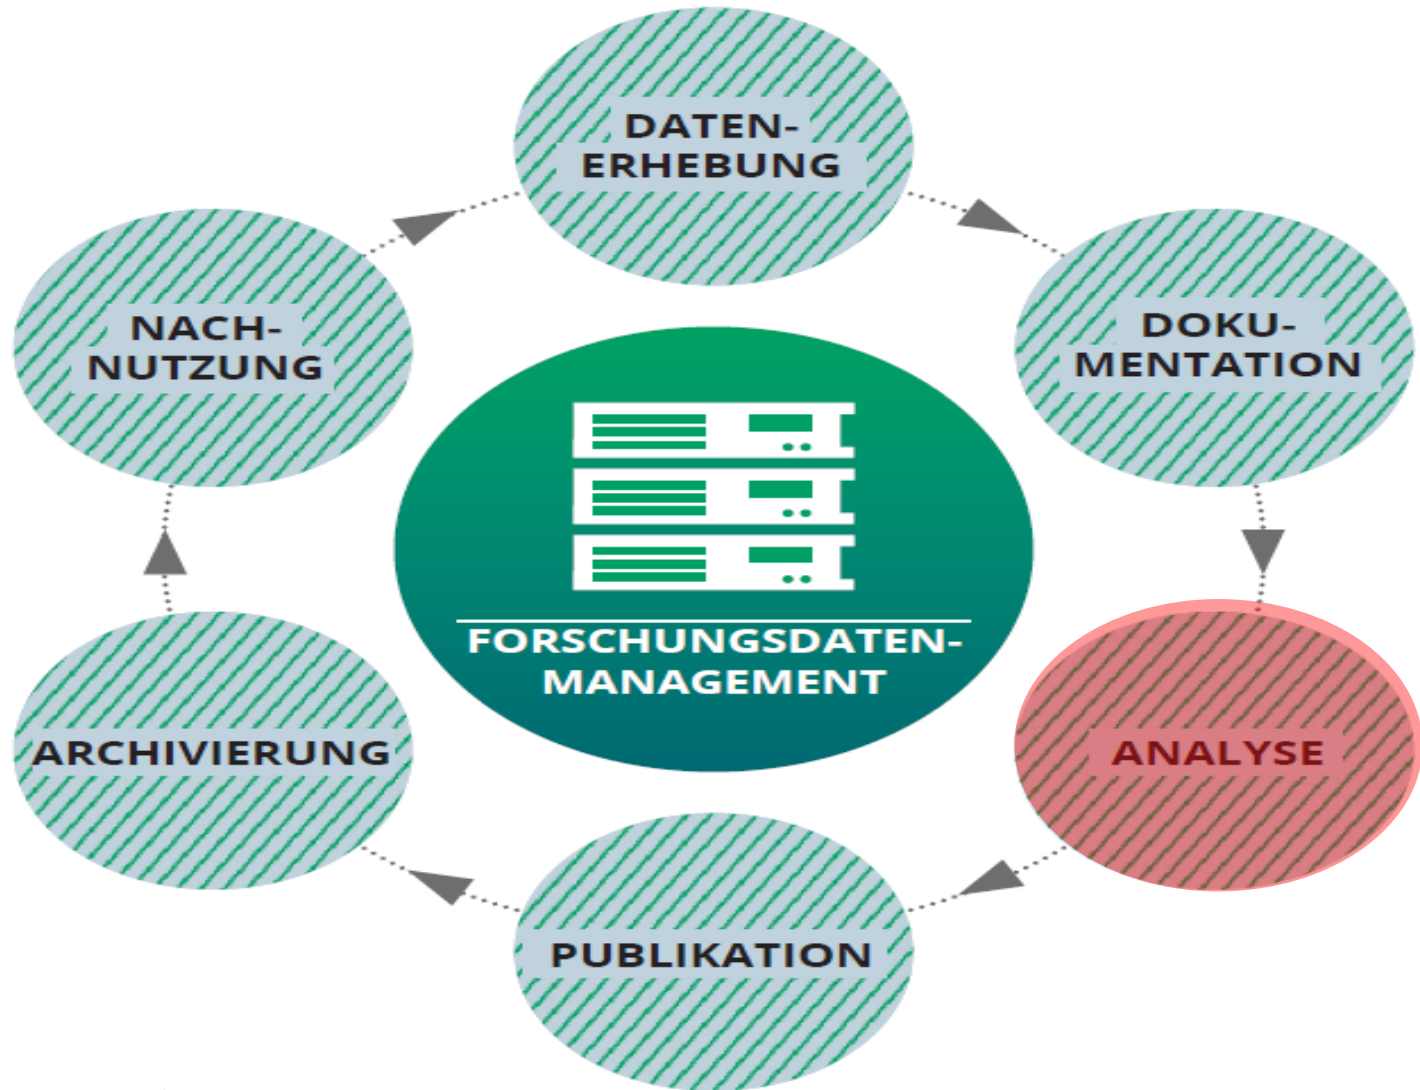 DATEN-
ERHEBUNG
DOKU-
MENTATION
ANALYSE
PUBLIKATION
ARCHIVIERUNG
NACH-
NUTZUNG
FORSCHUNGSDATEN-
MANAGEMENT